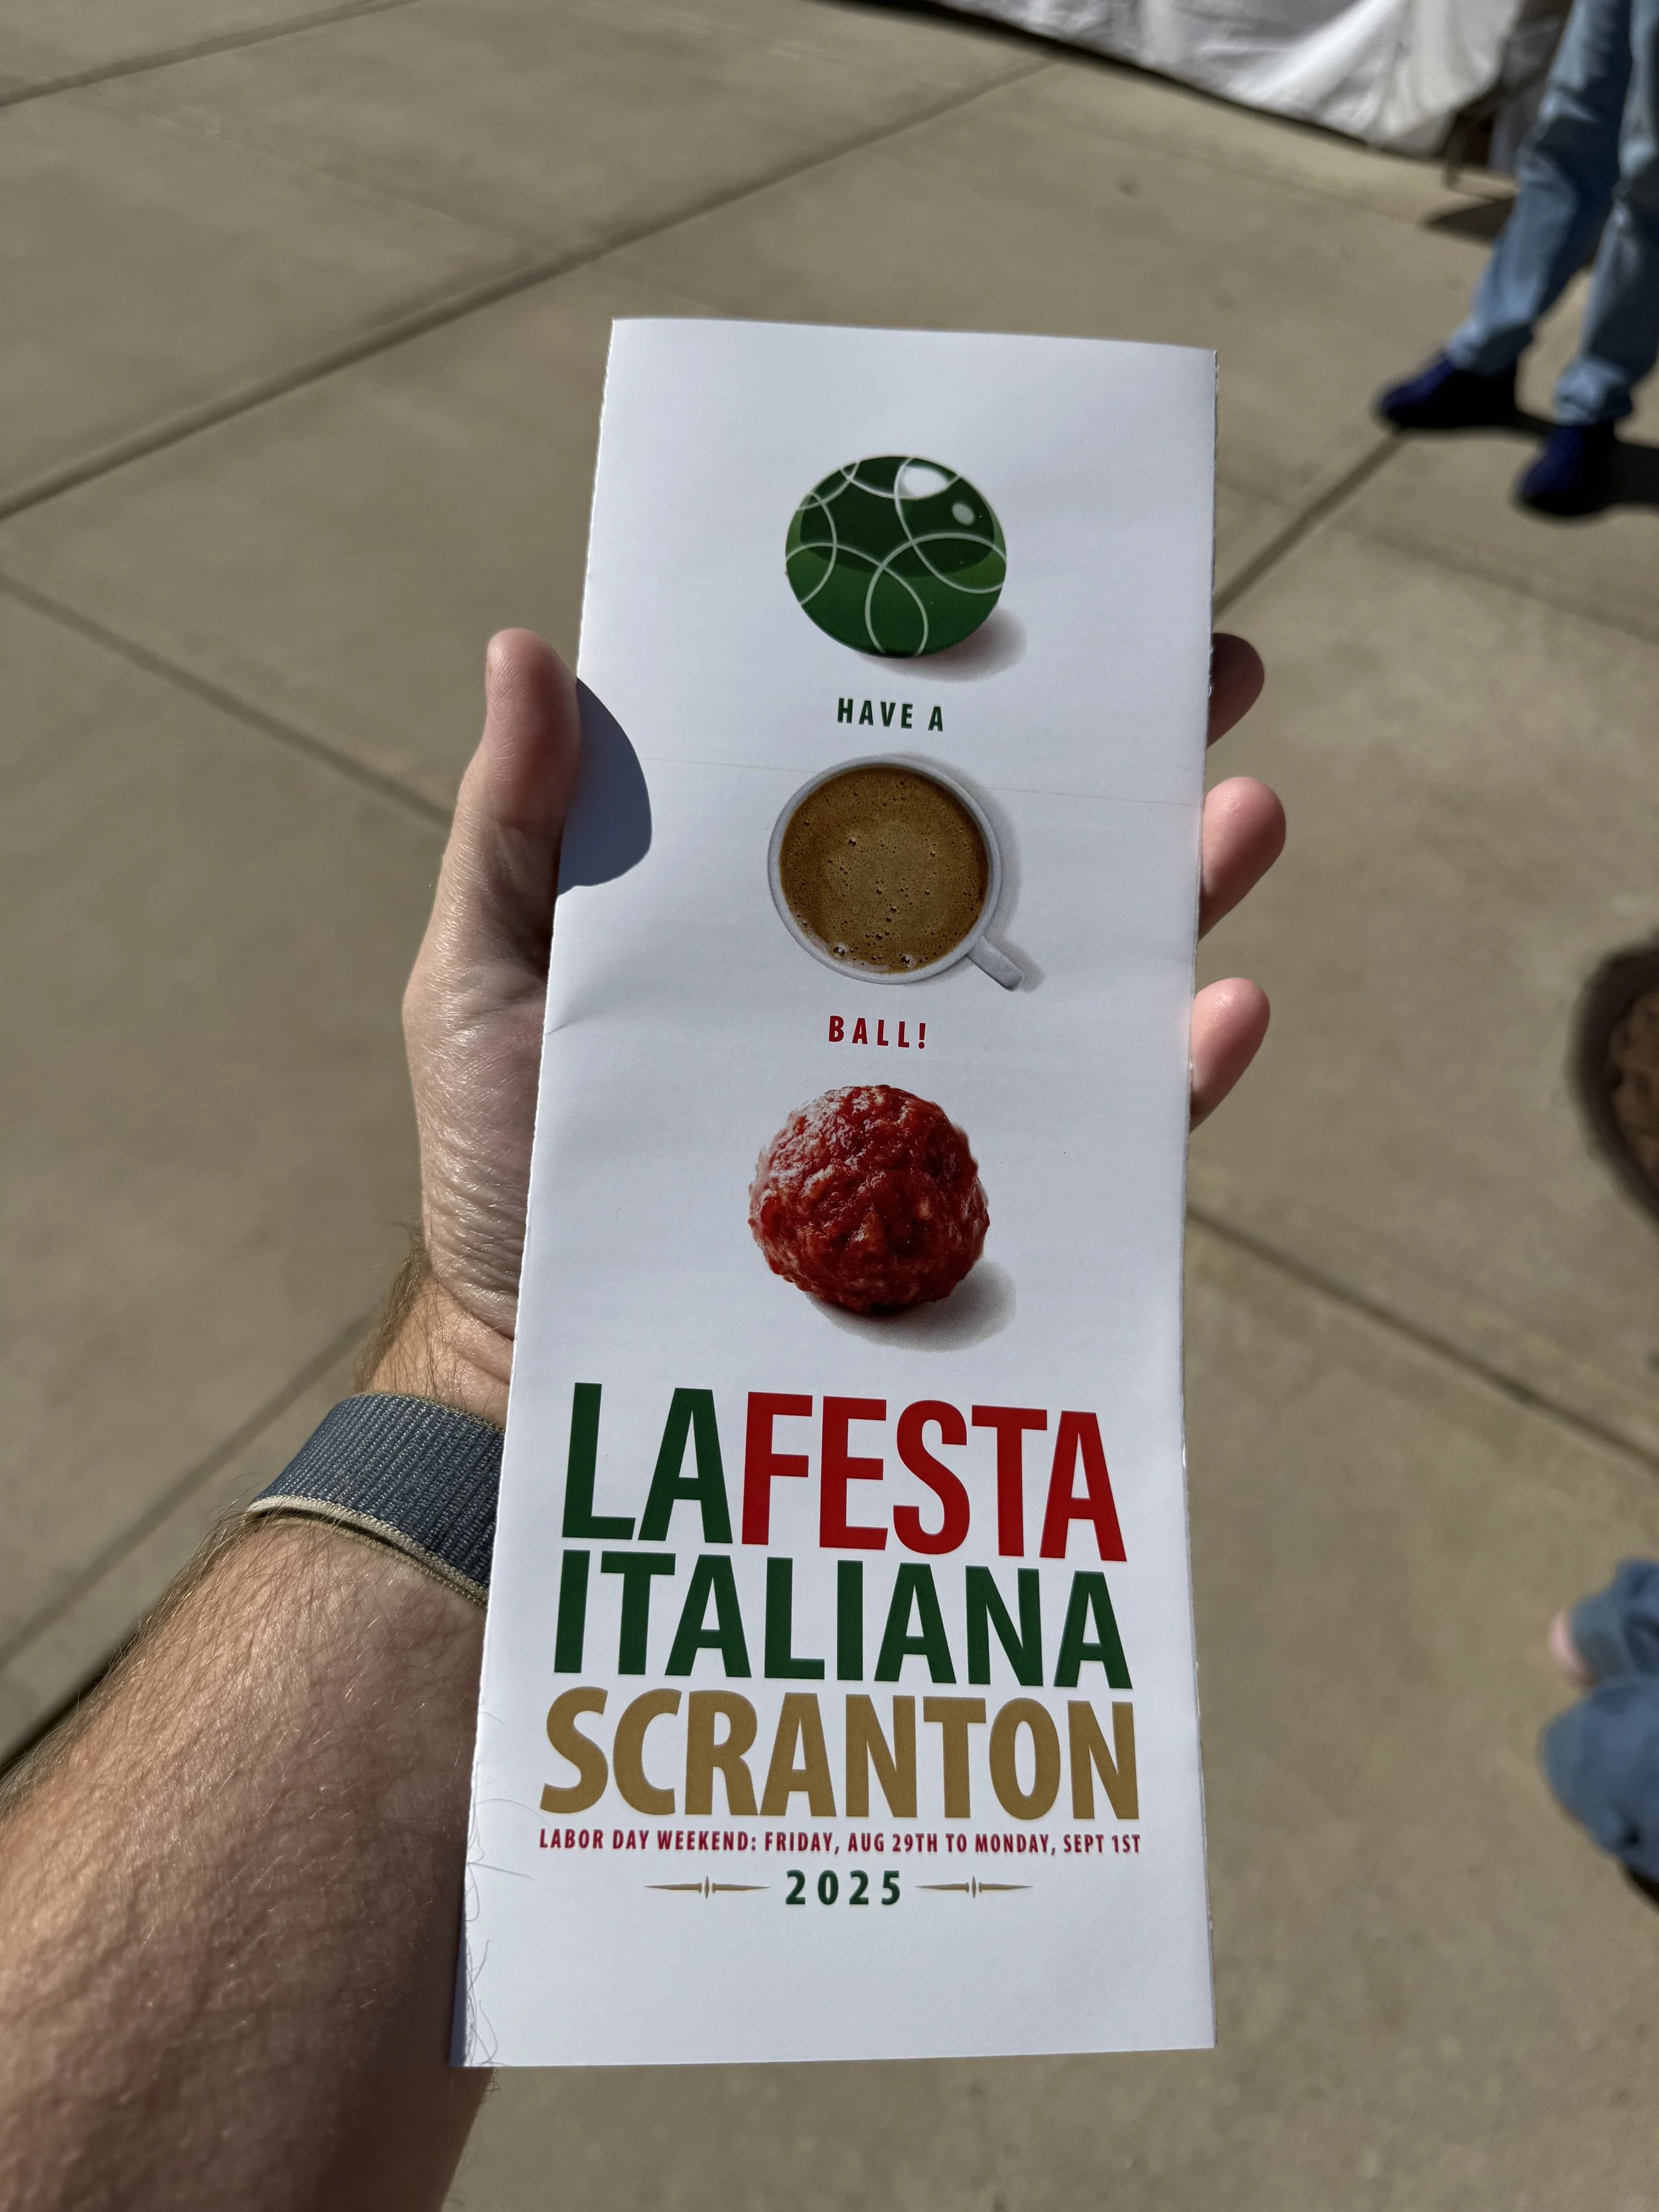 HAVE A
BALL!
LAFESTA
ITALIANA
SCRANTON
LABOR DAY WEEKEND: FRIDAY, AUG 29TH TO MONDAY, SEPT 1ST
2025